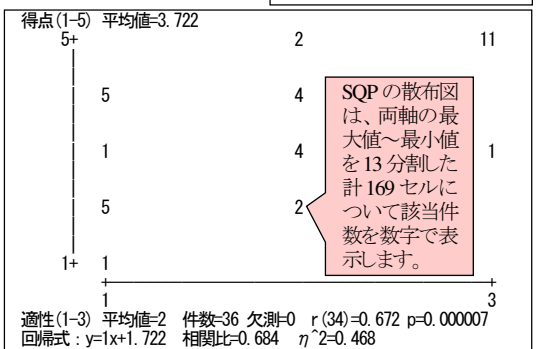 得点(1-5) 平均値=3.722
5+ 2 11
5 4
1 4 1
5 2
1+ 1
SQPの散布図
は、両軸の最
大値～最小値
を13分割した
計169セルに
ついて該当件
数を数字で表
示します。
1 3
適性(1-3) 平均値=2 件数=36 欠測=0 r(34)=0.672 p=0.000007
回帰式：y=1x+1.722 相関比=0.684 η^2=0.468